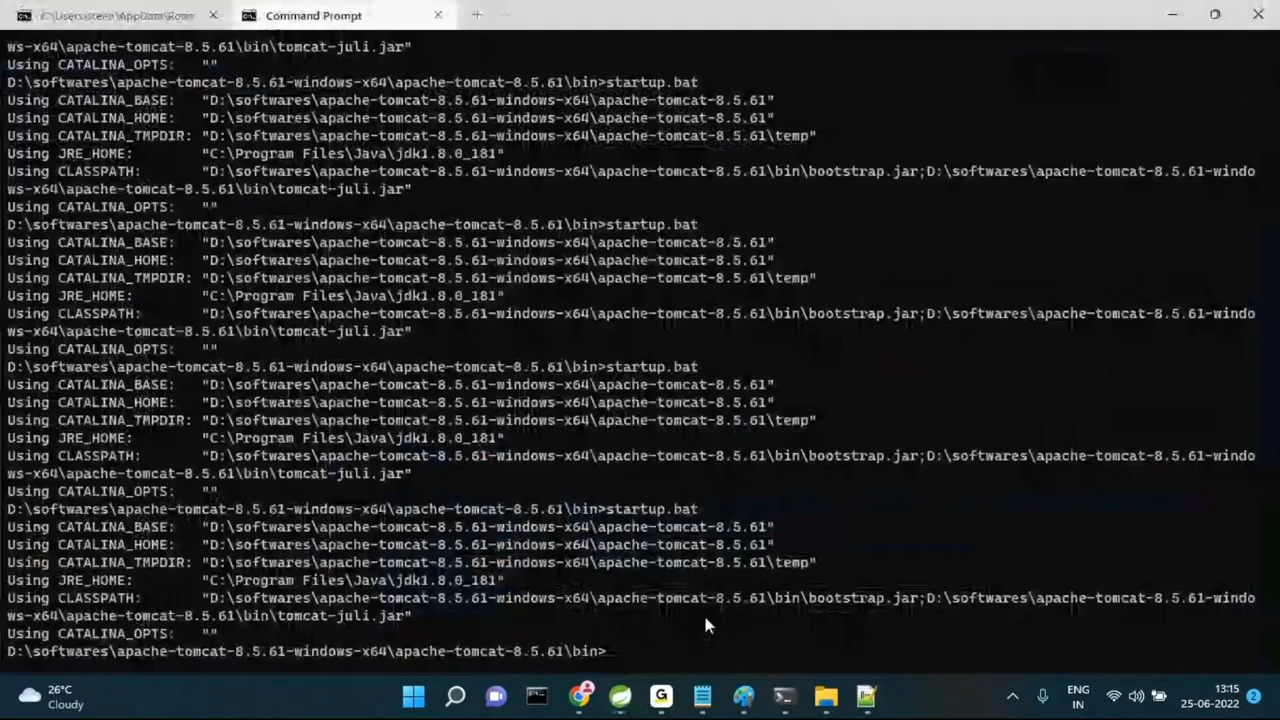 Command Prompt
ws-x64\apache-tomcat-8.5.61\bin\tomcat-juli.jar"
Using CATALINA_OPTS:   ""
D:\softwares\apache-tomcat-8.5.61-windows-x64\apache-tomcat-8.5.61\bin>startup.bat
Using CATALINA_BASE:   "D:\softwares\apache-tomcat-8.5.61-windows-x64\apache-tomcat-8.5.61"
Using CATALINA_HOME:   "D:\softwares\apache-tomcat-8.5.61-windows-x64\apache-tomcat-8.5.61"
Using CATALINA_TMPDIR: "D:\softwares\apache-tomcat-8.5.61-windows-x64\apache-tomcat-8.5.61\temp"
Using JRE_HOME:        "C:\Program Files\Java\jdk1.8.0_181"
Using CLASSPATH:       "D:\softwares\apache-tomcat-8.5.61-windows-x64\apache-tomcat-8.5.61\bin\bootstrap.jar;D:\softwares\apache-tomcat-8.5.61-windo
ws-x64\apache-tomcat-8.5.61\bin\tomcat-juli.jar"
Using CATALINA_OPTS:   ""
D:\softwares\apache-tomcat-8.5.61-windows-x64\apache-tomcat-8.5.61\bin>startup.bat
Using CATALINA_BASE:   "D:\softwares\apache-tomcat-8.5.61-windows-x64\apache-tomcat-8.5.61"
Using CATALINA_HOME:   "D:\softwares\apache-tomcat-8.5.61-windows-x64\apache-tomcat-8.5.61"
Using CATALINA_TMPDIR: "D:\softwares\apache-tomcat-8.5.61-windows-x64\apache-tomcat-8.5.61\temp"
Using JRE_HOME:        "C:\Program Files\Java\jdk1.8.0_181"
Using CLASSPATH:       "D:\softwares\apache-tomcat-8.5.61-windows-x64\apache-tomcat-8.5.61\bin\bootstrap.jar;D:\softwares\apache-tomcat-8.5.61-windo
ws-x64\apache-tomcat-8.5.61\bin\tomcat-juli.jar"
Using CATALINA_OPTS:   ""
D:\softwares\apache-tomcat-8.5.61-windows-x64\apache-tomcat-8.5.61\bin>startup.bat
Using CATALINA_BASE:   "D:\softwares\apache-tomcat-8.5.61-windows-x64\apache-tomcat-8.5.61"
Using CATALINA_HOME:   "D:\softwares\apache-tomcat-8.5.61-windows-x64\apache-tomcat-8.5.61"
Using CATALINA_TMPDIR: "D:\softwares\apache-tomcat-8.5.61-windows-x64\apache-tomcat-8.5.61\temp"
Using JRE_HOME:        "C:\Program Files\Java\jdk1.8.0_181"
Using CLASSPATH:       "D:\softwares\apache-tomcat-8.5.61-windows-x64\apache-tomcat-8.5.61\bin\bootstrap.jar;D:\softwares\apache-tomcat-8.5.61-windo
ws-x64\apache-tomcat-8.5.61\bin\tomcat-juli.jar"
Using CATALINA_OPTS:   ""
D:\softwares\apache-tomcat-8.5.61-windows-x64\apache-tomcat-8.5.61\bin>startup.bat
Using CATALINA_BASE:   "D:\softwares\apache-tomcat-8.5.61-windows-x64\apache-tomcat-8.5.61"
Using CATALINA_HOME:   "D:\softwares\apache-tomcat-8.5.61-windows-x64\apache-tomcat-8.5.61"
Using CATALINA_TMPDIR: "D:\softwares\apache-tomcat-8.5.61-windows-x64\apache-tomcat-8.5.61\temp"
Using JRE_HOME:        "C:\Program Files\Java\jdk1.8.0_181"
Using CLASSPATH:       "D:\softwares\apache-tomcat-8.5.61-windows-x64\apache-tomcat-8.5.61\bin\bootstrap.jar;D:\softwares\apache-tomcat-8.5.61-windo
ws-x64\apache-tomcat-8.5.61\bin\tomcat-juli.jar"
Using CATALINA_OPTS:   ""
D:\softwares\apache-tomcat-8.5.61-windows-x64\apache-tomcat-8.5.61\bin>
26°C
Cloudy
G
ENG
IN
13:15
25-06-2022
2